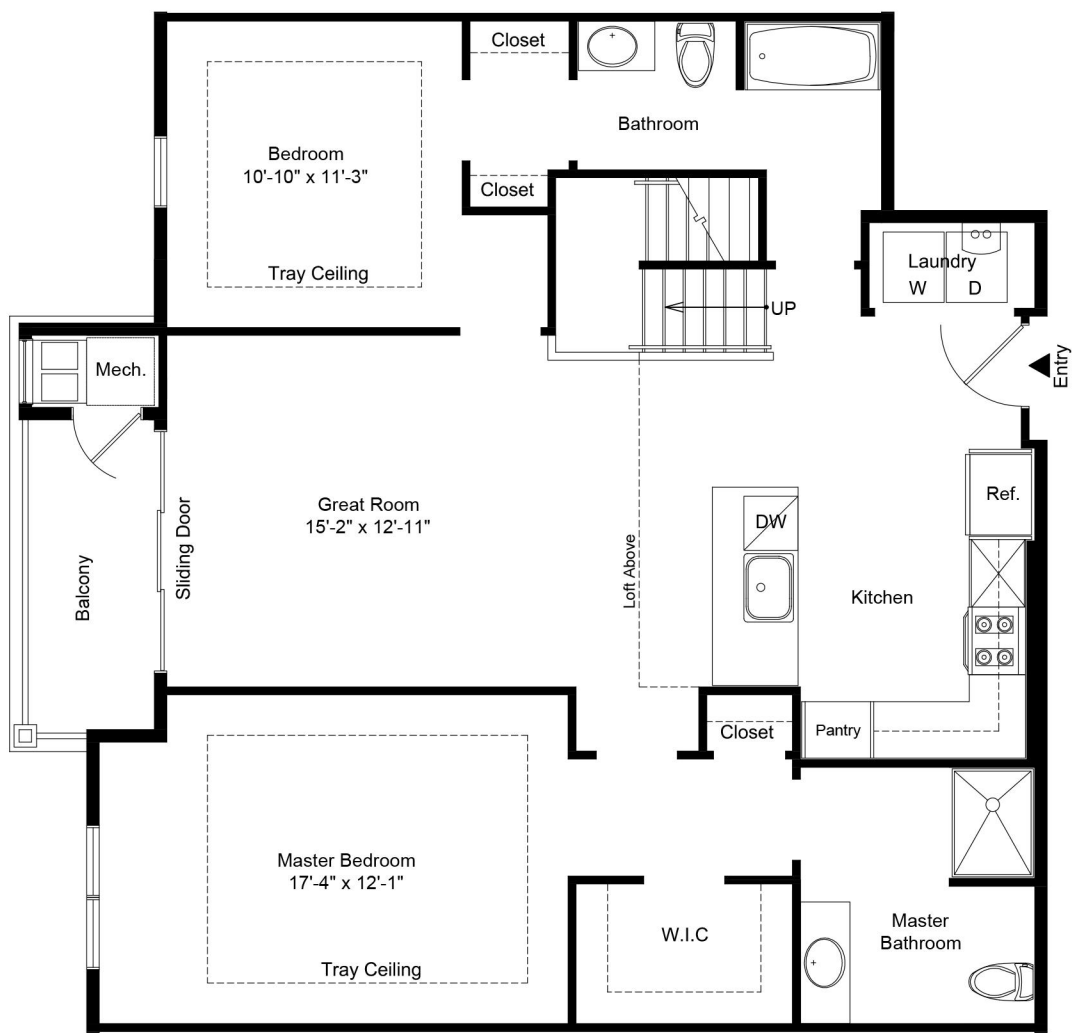 Closet
Bathroom
Bedroom
10'-10" x 11'-3"
Closet
Tray Ceiling
Laundry
W
D
UP
Mech.
Entry
Great Room
15'-2" x 12'-11"
Sliding Door
Balcony
Loft Above
DW
Ref.
Kitchen
Closet
Pantry
Master Bedroom
17'-4" x 12'-1"
Tray Ceiling
W.I.C
Master
Bathroom